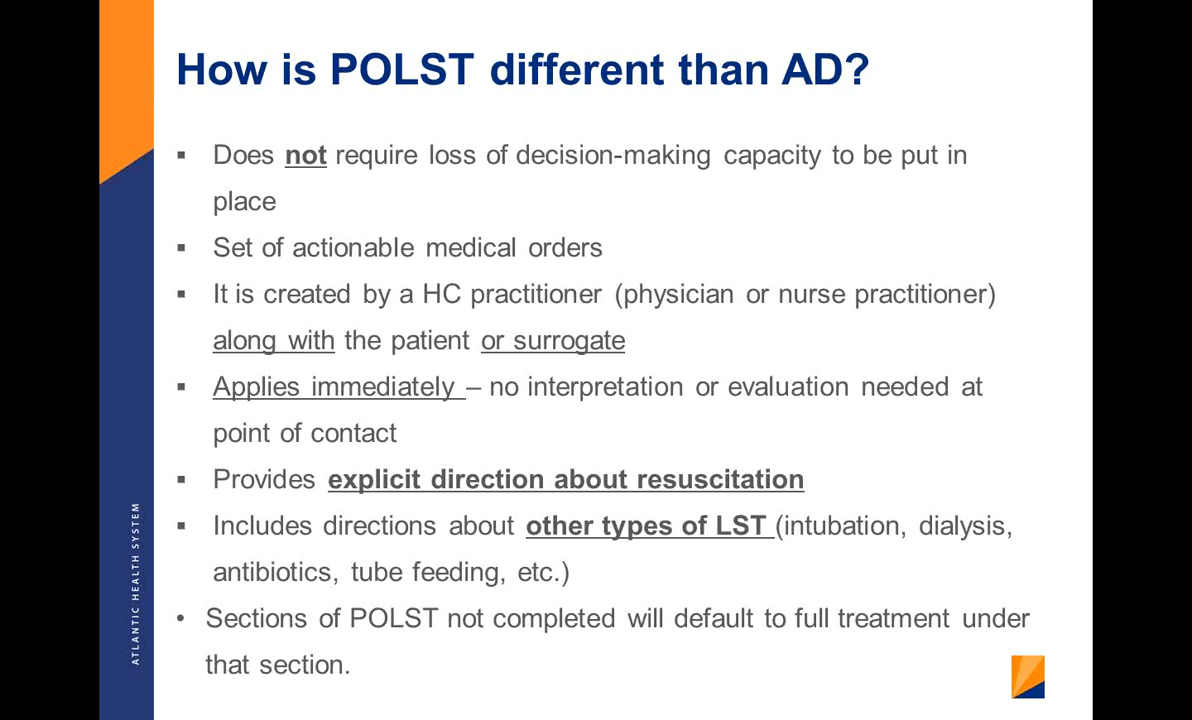 How is POLST different than AD?
▪ Does not require loss of decision-making capacity to be put in
place
▪ Set of actionable medical orders
▪ It is created by a HC practitioner (physician or nurse practitioner)
along with the patient or surrogate
▪ Applies immediately – no interpretation or evaluation needed at
point of contact
▪ Provides explicit direction about resuscitation
▪ Includes directions about other types of LST (intubation, dialysis,
antibiotics, tube feeding, etc.)
• Sections of POLST not completed will default to full treatment under
that section.
ATLANTIC HEALTH SYSTEM